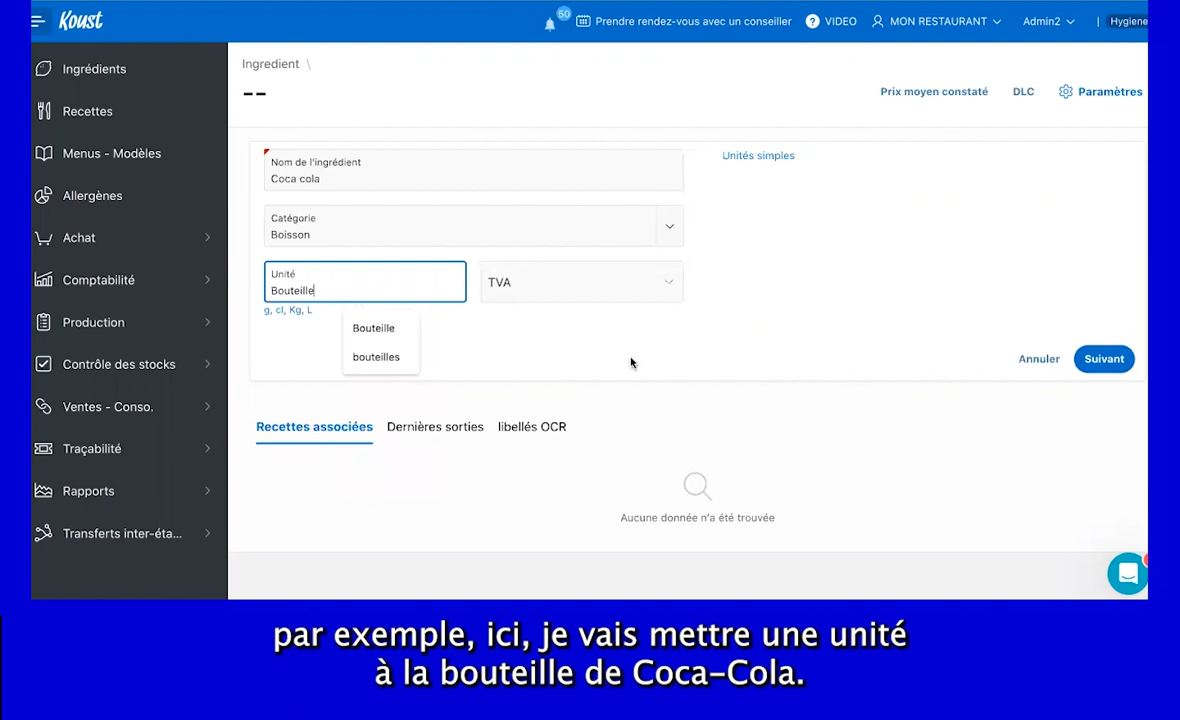 Koust
50
Prendre rendez-vous avec un conseiller
? VIDEO
MON RESTAURANT
Admin2
| Hygiene
Ingrédients
Recettes
Menus - Modèles
Allergènes
Achat
Comptabilité
Production
Contrôle des stocks
Ventes - Conso.
Traçabilité
Rapports
Transferts inter-éta...
Ingredient \
--
Prix moyen constaté
DLC
Paramètres
Nom de l'ingrédient
Coca cola
Unités simples
Catégorie
Boisson
Unité
Bouteille
TVA
g, cl, Kg, L
Bouteille
bouteilles
Annuler
Suivant
Recettes associées
Dernières sorties
libellés OCR
Aucune donnée n'a été trouvée
par exemple, ici, je vais mettre une unité
à la bouteille de Coca-Cola.